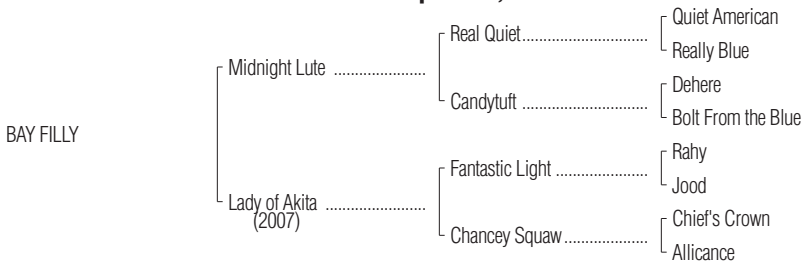 Quiet American
Real Quiet
Really Blue
Midnight Lute
Dehere
Candytuft
Bolt From the Blue
BAY FILLY
Rahy
Fantastic Light
Jood
Lady of Akita
(2007)
Chief's Crown
Chancey Squaw
Allicance